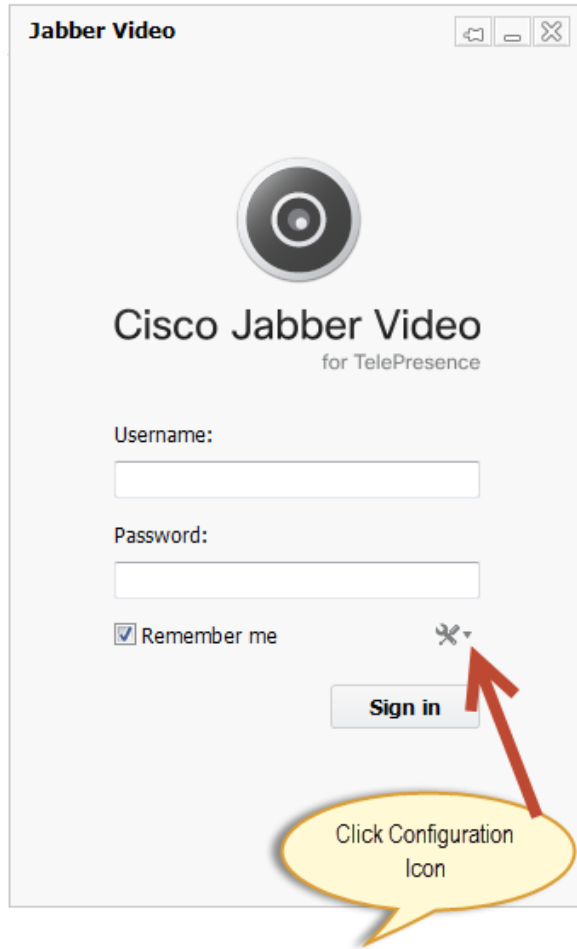 Jabber Video
Cisco Jabber Video
for TelePresence
Username:
Password:
Remember me
Sign in
Click Configuration
Icon